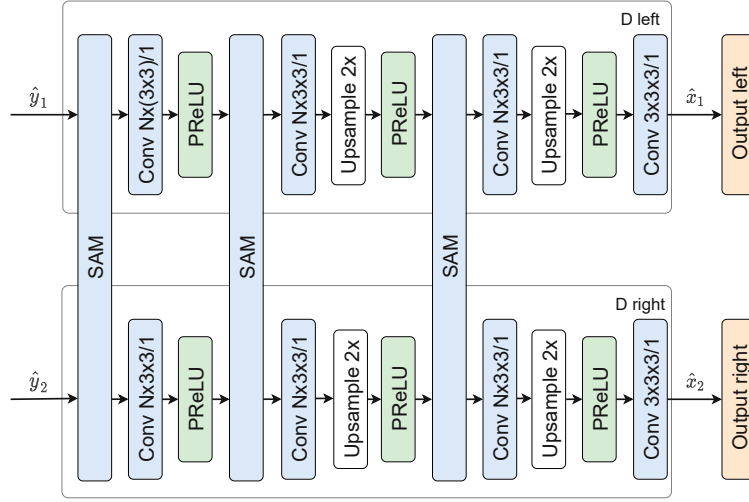 D left
ŷ₁
Conv Nx(3x3)/1
PReLU
Conv Nx3x3/1
Upsample 2x
PReLU
Conv Nx3x3/1
Upsample 2x
PReLU
Conv 3x3x3/1
x̂₁
Output left
SAM
SAM
SAM
D right
ŷ₂
Conv Nx3x3/1
PReLU
Conv Nx3x3/1
Upsample 2x
PReLU
Conv Nx3x3/1
Upsample 2x
PReLU
Conv 3x3x3/1
x̂₂
Output right